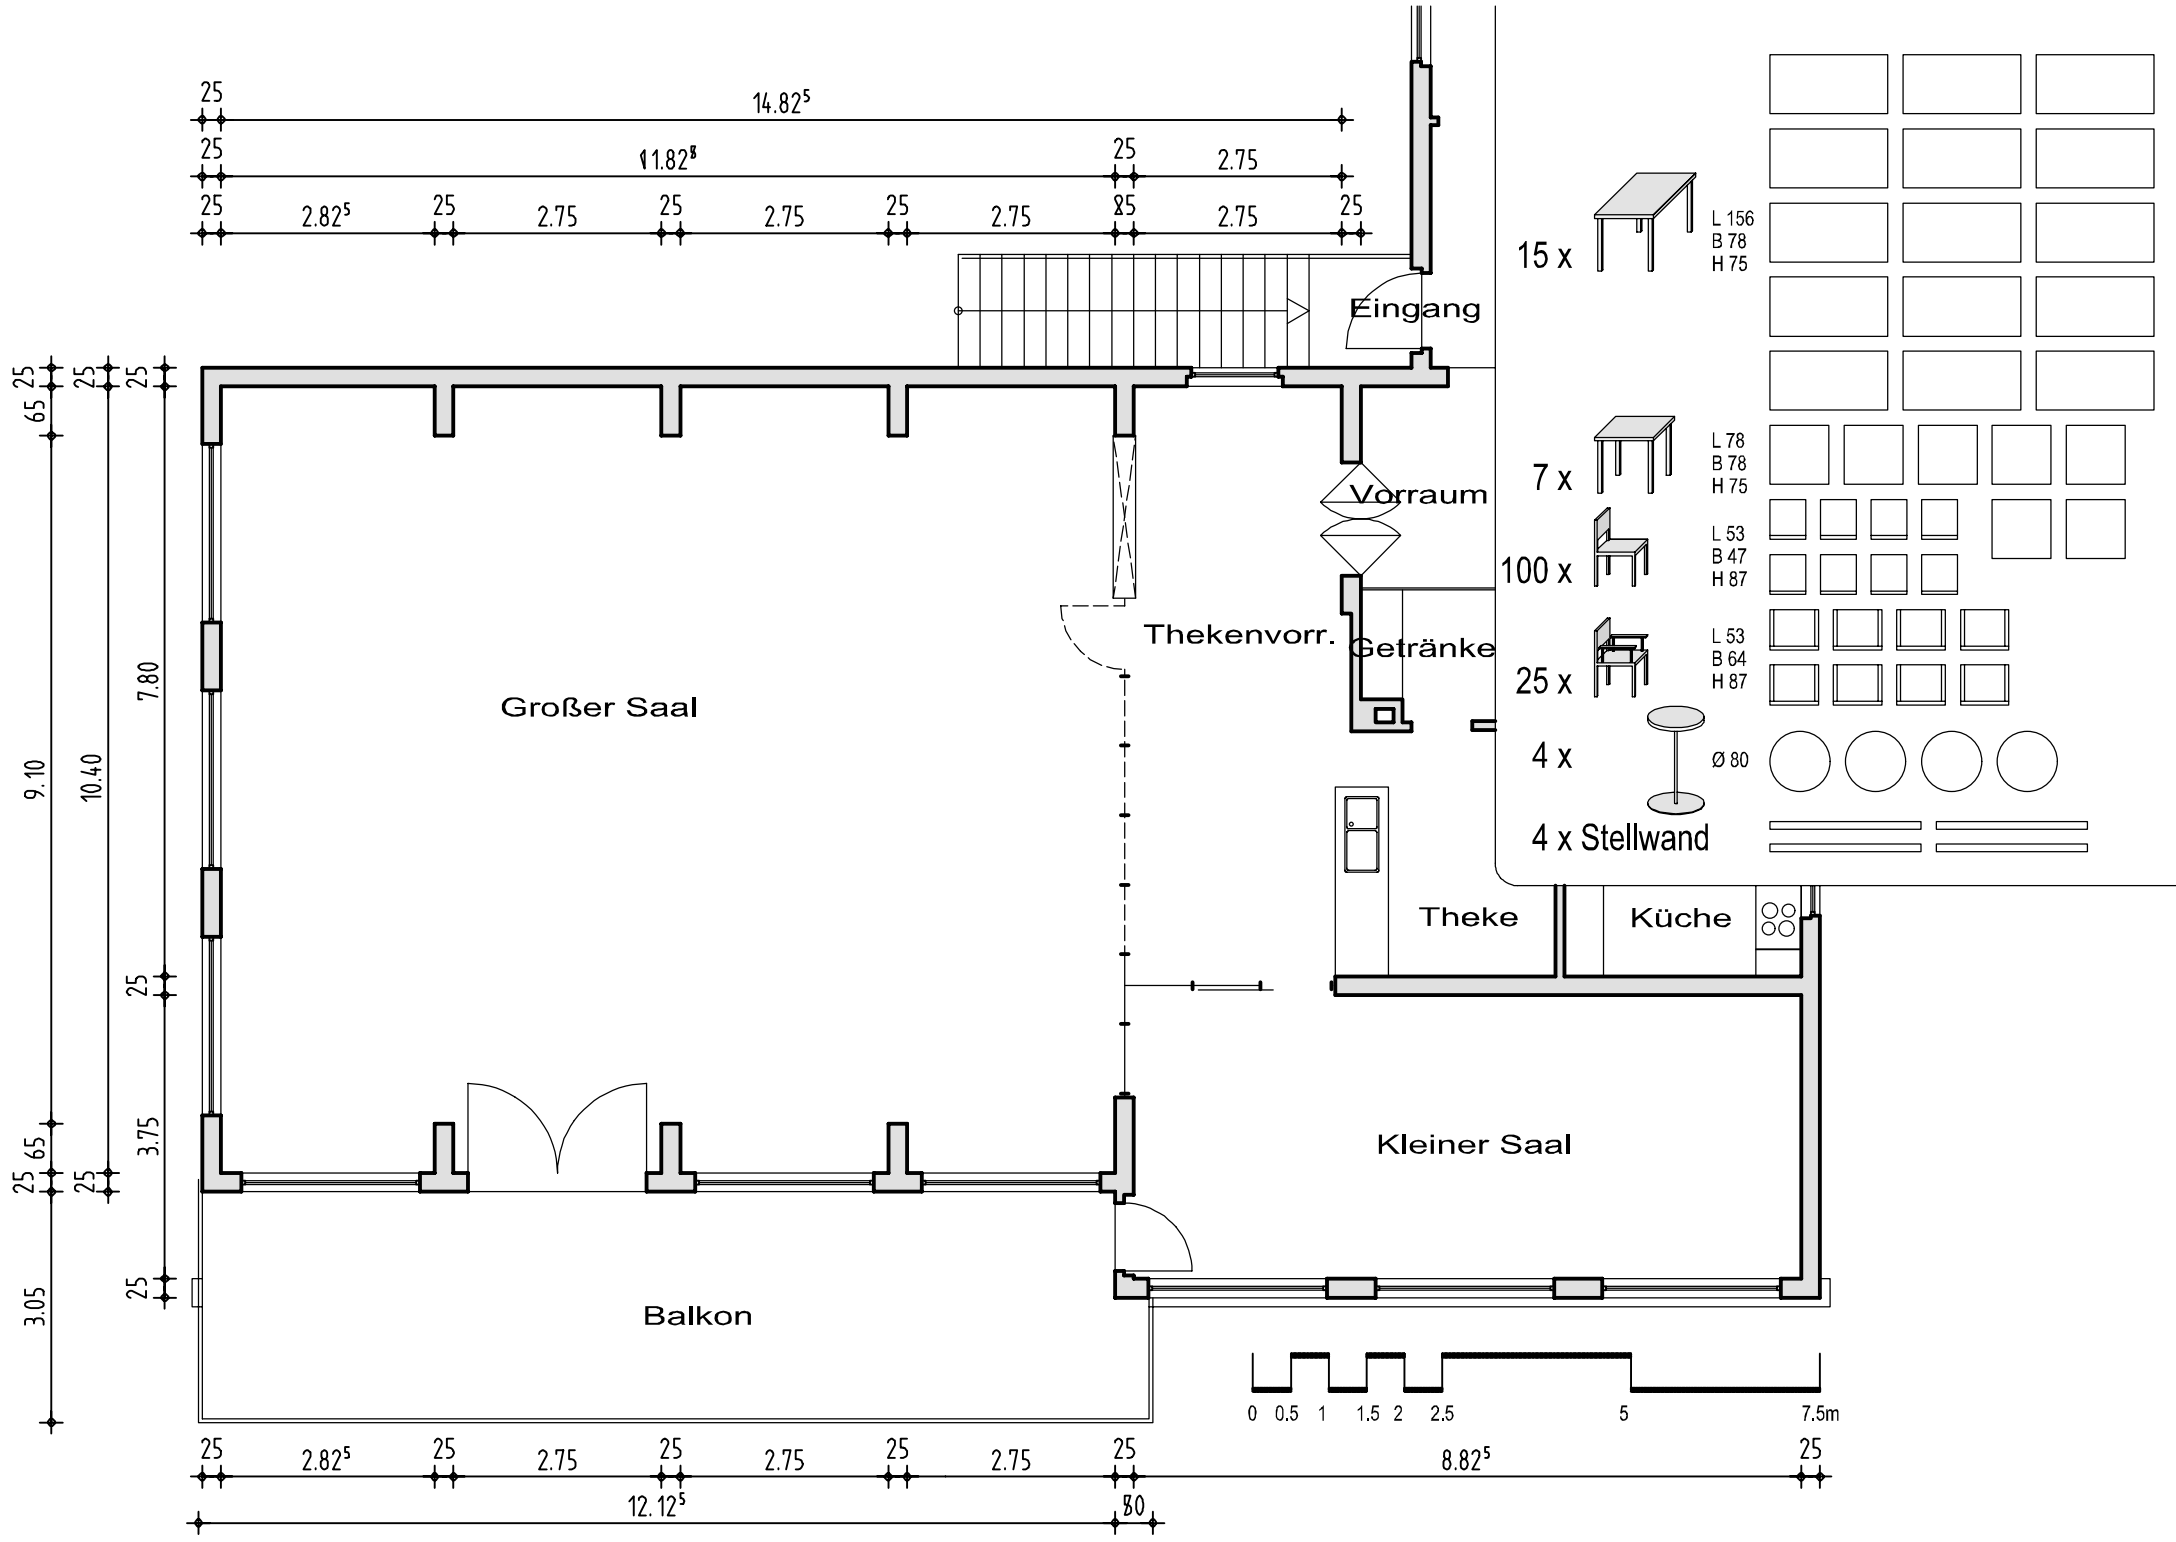 25
14.82⁵
25
25
2.75
25
2.82⁵
25
2.75
25
2.75
25
2.75
2.75
25
15 x
L 156
B 78
H 75
Eingang
25
25
25
65
7 x
L 78
B 78
H 75
Vorraum
100 x
L 53
B 47
H 87
Thekenvorr.
Getränke
25 x
L 53
B 64
H 87
7.80
Großer Saal
4 x
Ø 80
9.10
10.40
4 x Stellwand
Theke
Küche
25
3.75
65
Kleiner Saal
25
25
25
3.05
Balkon
0 0.5 1 1.5 2 2.5 5 7.5m
25
2.82⁵
25
2.75
25
2.75
25
2.75
25
8.82⁵
25
12.12⁵